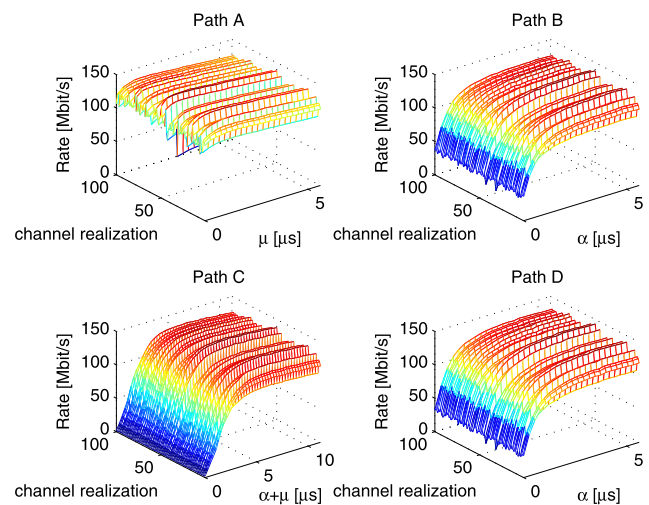 Path A
Path B
150
100
50
0
Rate [Mbit/s]
100
50
0
5
channel realization
μ [μs]
150
100
50
0
Rate [Mbit/s]
100
50
0
5
channel realization
α [μs]
Path C
Path D
150
100
50
0
Rate [Mbit/s]
100
50
0
5
10
channel realization
α+μ [μs]
150
100
50
0
Rate [Mbit/s]
100
50
0
5
channel realization
α [μs]